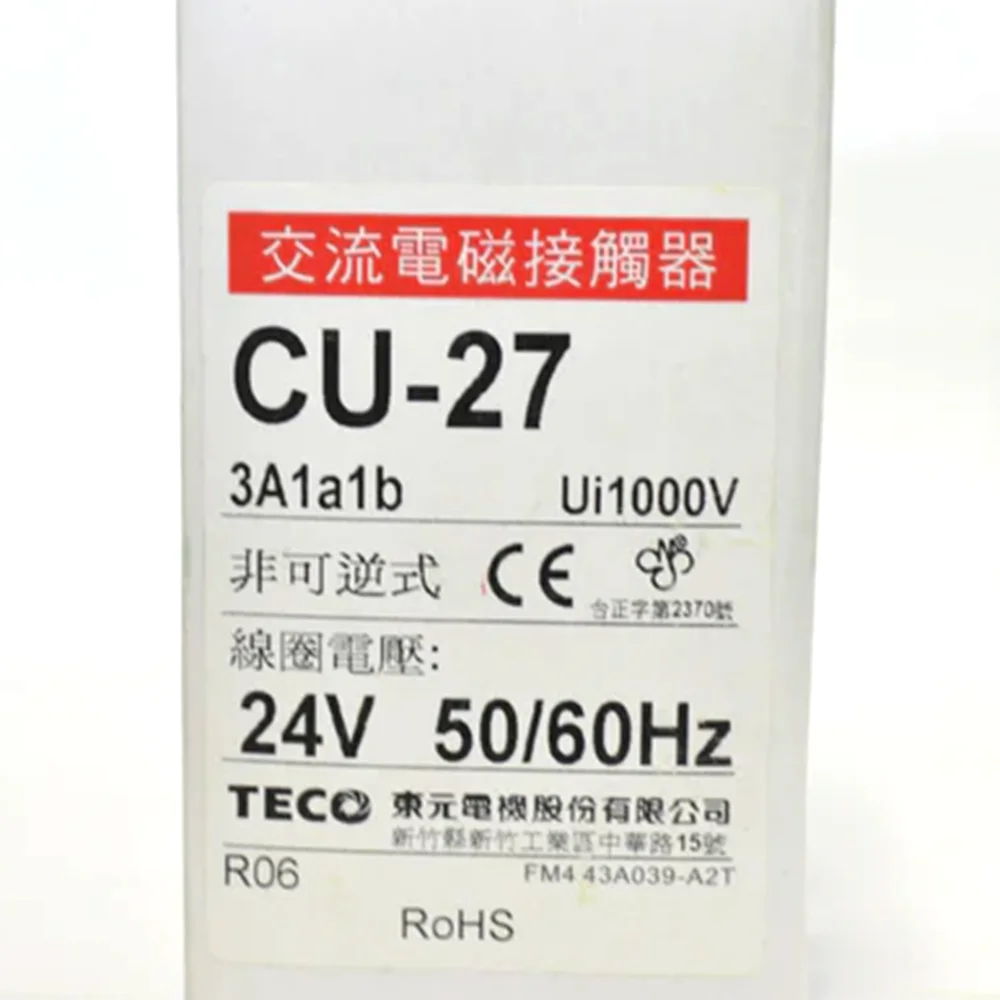 交流電磁接觸器
CU-27
3A1a1b Ui1000V
非可逆式 CE
台正字第2370號
線圈電壓:
24V 50/60Hz
TECO 東元電機股份有限公司
新竹縣新竹工業區中華路15號
R06 FM4 43A039-A2T
RoHS